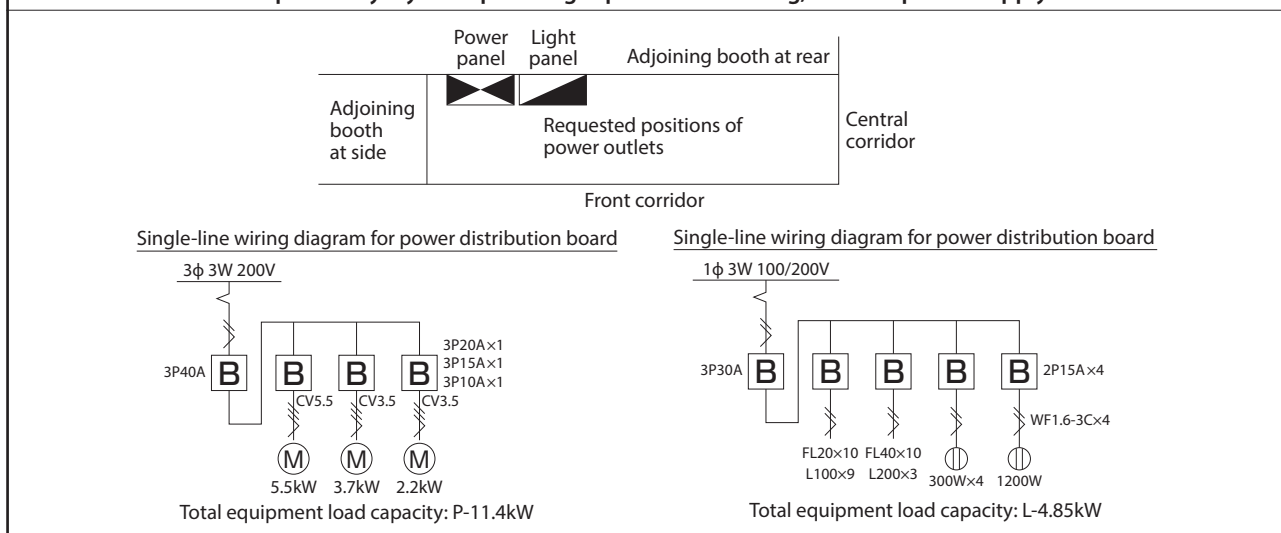 Power
panel
Light
panel
Adjoining booth at rear
Adjoining
booth
at side
Requested positions of
power outlets
Central
corridor
Front corridor
Single-line wiring diagram for power distribution board
3ϕ 3W 200V
3P40A
B
B
B
B
3P20A×1
3P15A×1
3P10A×1
CV5.5
CV3.5
CV3.5
M
M
M
5.5kW
3.7kW
2.2kW
Total equipment load capacity: P-11.4kW
Single-line wiring diagram for power distribution board
1ϕ 3W 100/200V
3P30A
B
B
B
B
B
2P15A×4
WF1.6-3C×4
FL20×10
L100×9
FL40×10
L200×3
300W×4
1200W
Total equipment load capacity: L-4.85kW